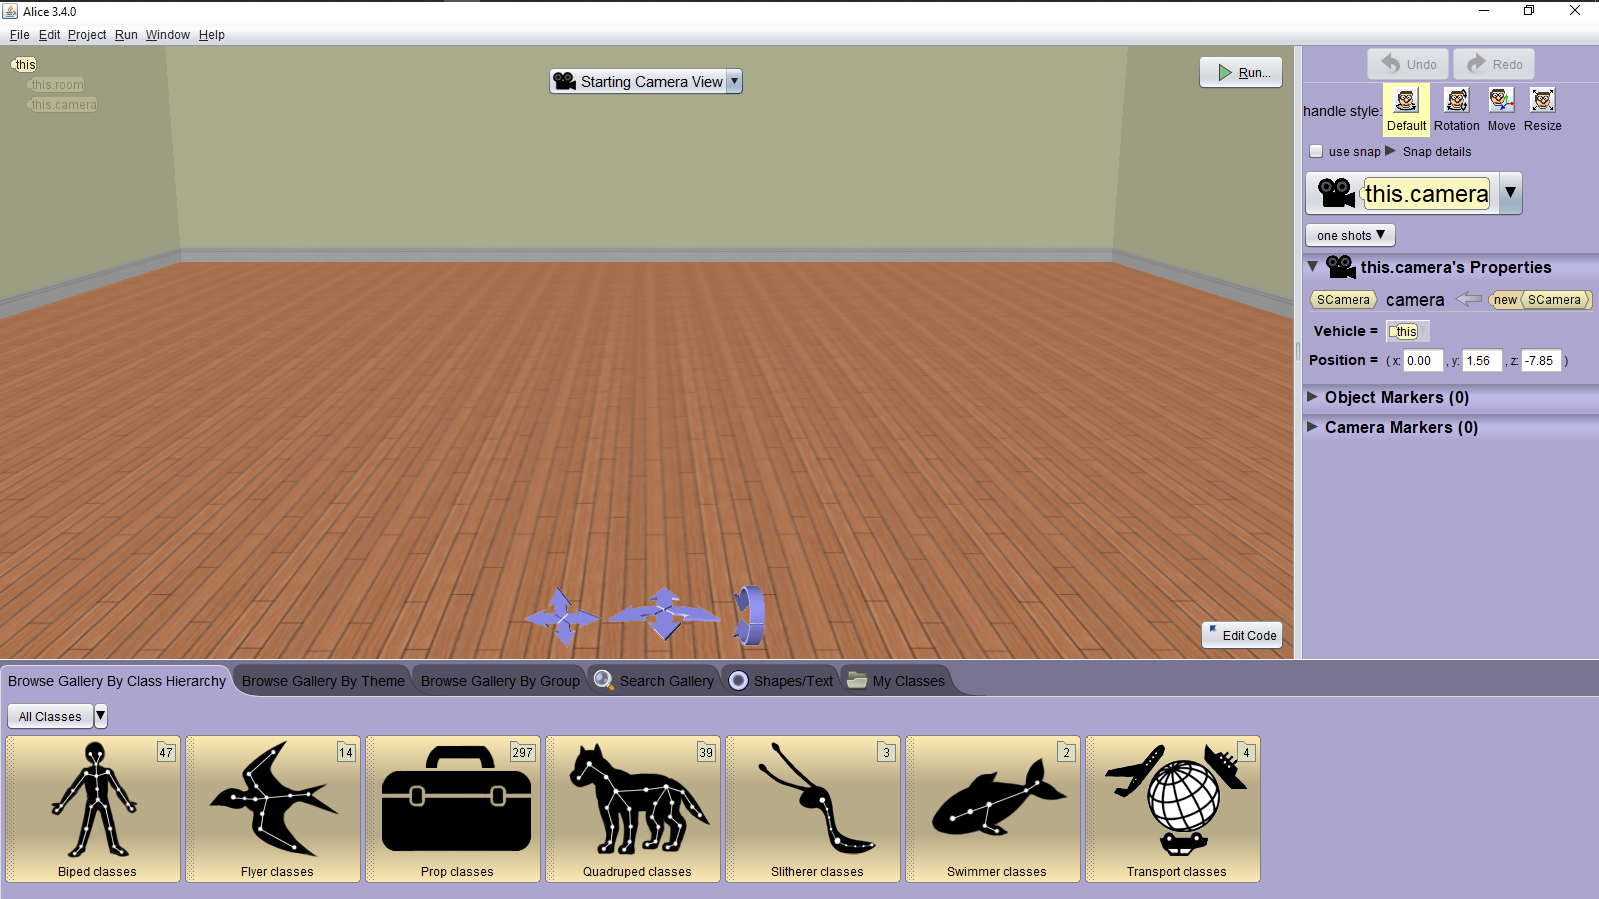 Alice 3.4.0
File Edit Project Run Window Help
this
this.room
this.camera
Starting Camera View
Run...
Undo Redo
handle style: Default Rotation Move Resize
use snap Snap details
this.camera
one shots
this.camera's Properties
SCamera camera new SCamera
Vehicle = this
Position = ( x: 0.00 , y: 1.56 , z: -7.85 )
Object Markers (0)
Camera Markers (0)
Edit Code
Browse Gallery By Class Hierarchy Browse Gallery By Theme Browse Gallery By Group Search Gallery Shapes/Text My Classes
All Classes
47 14 297 39 3 2 4
Biped classes Flyer classes Prop classes Quadruped classes Slitherer classes Swimmer classes Transport classes